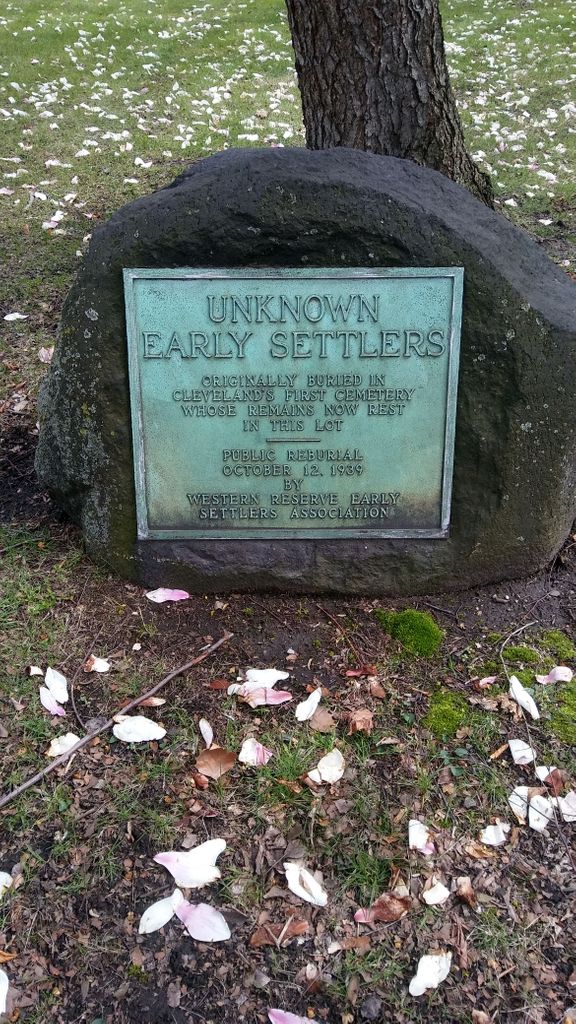 UNKNOWN
EARLY SETTLERS
ORIGINALLY BURIED IN
CLEVELAND'S FIRST CEMETERY
WHOSE REMAINS NOW REST
IN THIS LOT
PUBLIC REBURIAL
OCTOBER 12, 1939
BY
WESTERN RESERVE EARLY
SETTLERS ASSOCIATION